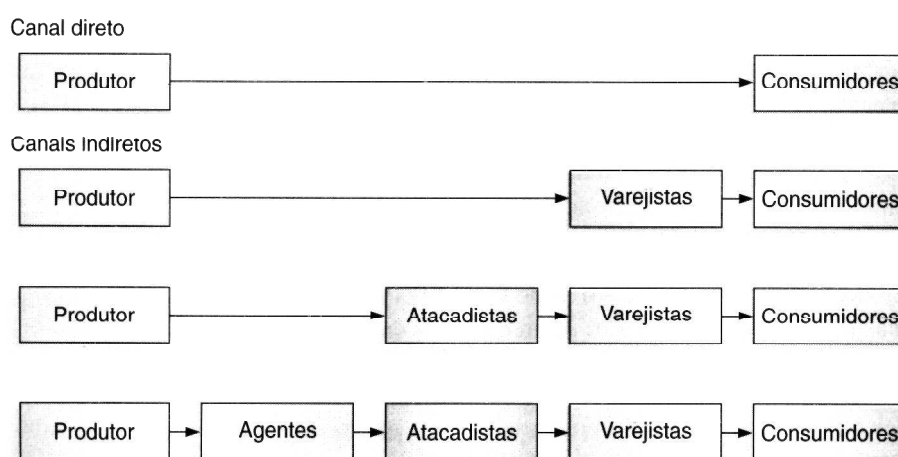 Canal direto
Produtor Consumidores
Canais Indiretos
Produtor Varejistas Consumidores
Produtor Atacadistas Varejistas Consumidores
Produtor Agentes Atacadistas Varejistas Consumidores